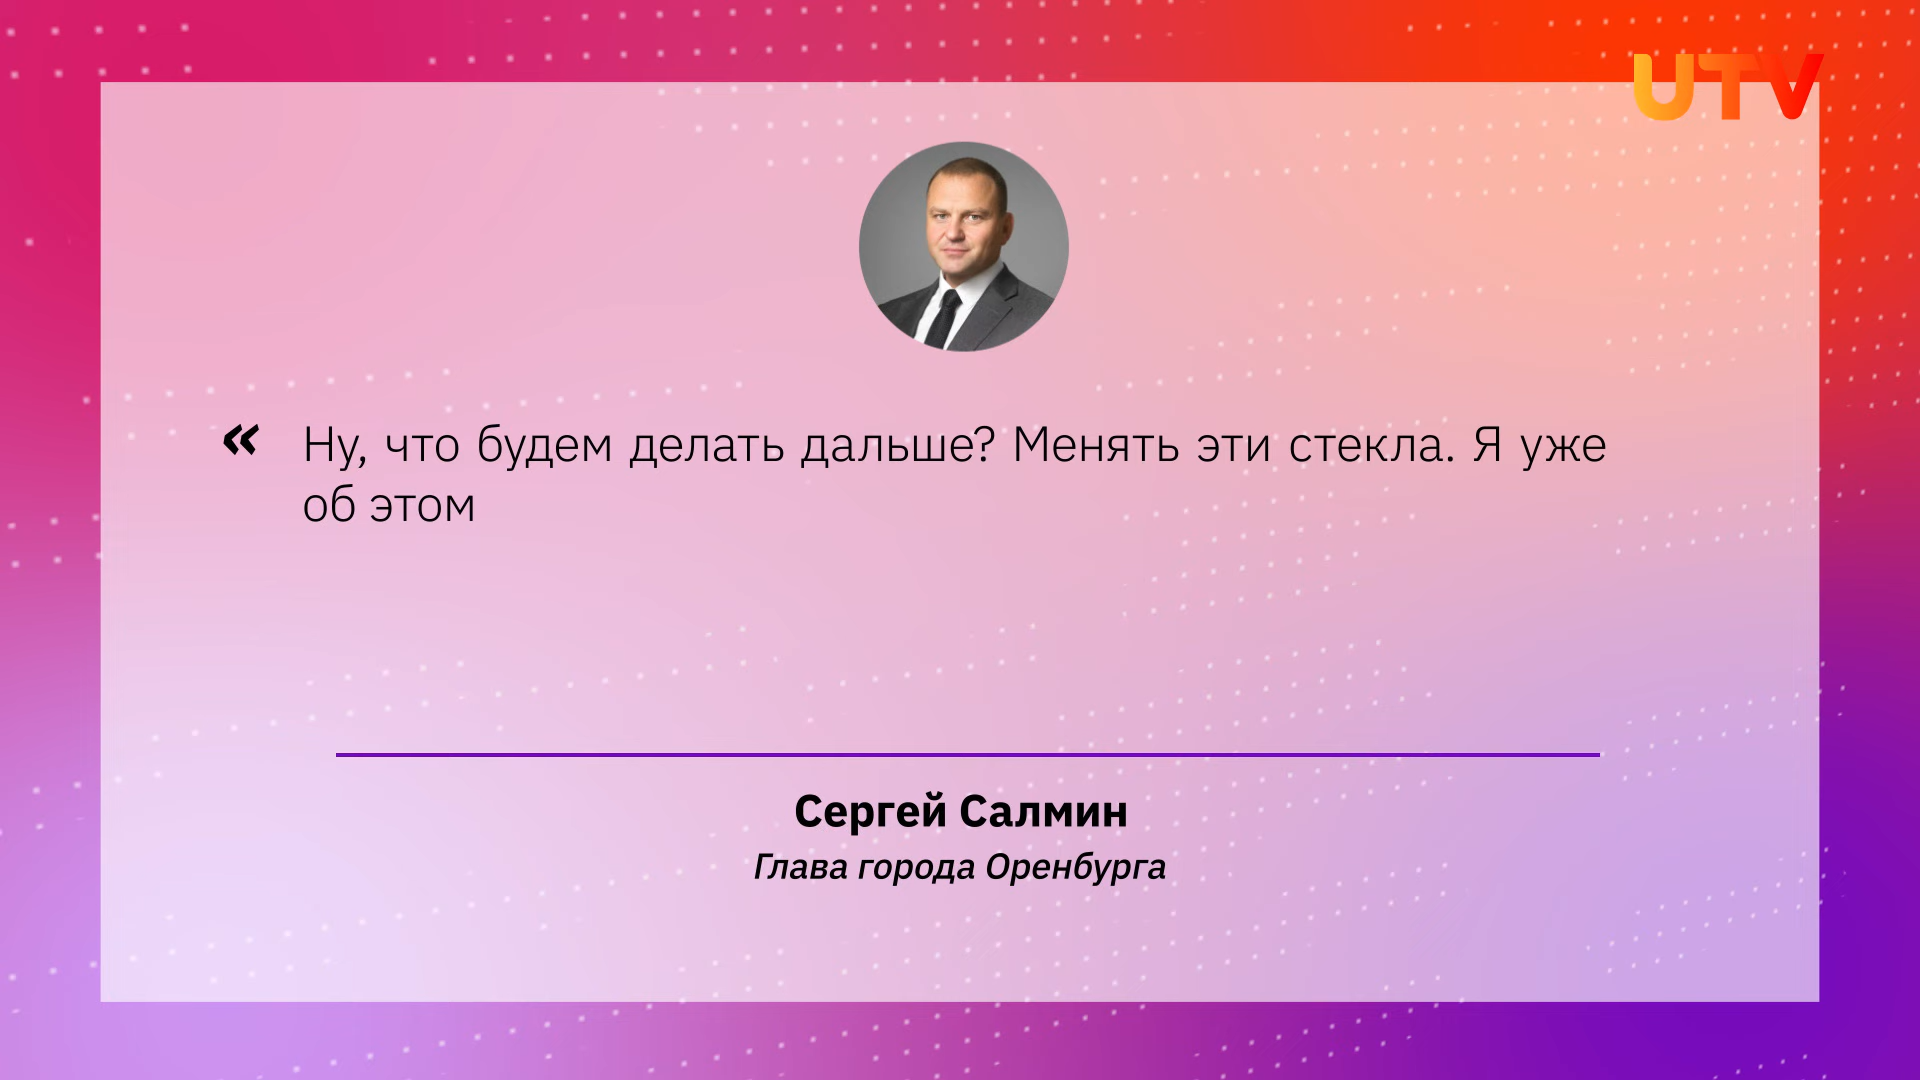 UTV
« Ну, что будем делать дальше? Менять эти стекла. Я уже
об этом
Сергей Салмин
Глава города Оренбурга